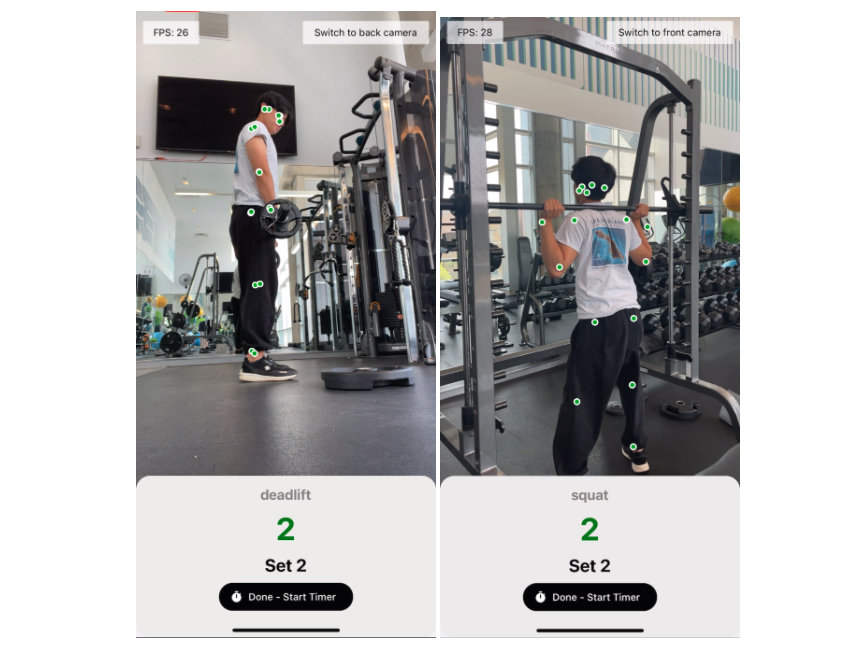 FPS: 26
Switch to back camera
deadlift
2
Set 2
Done - Start Timer
FPS: 28
Switch to front camera
squat
2
Set 2
Done - Start Timer